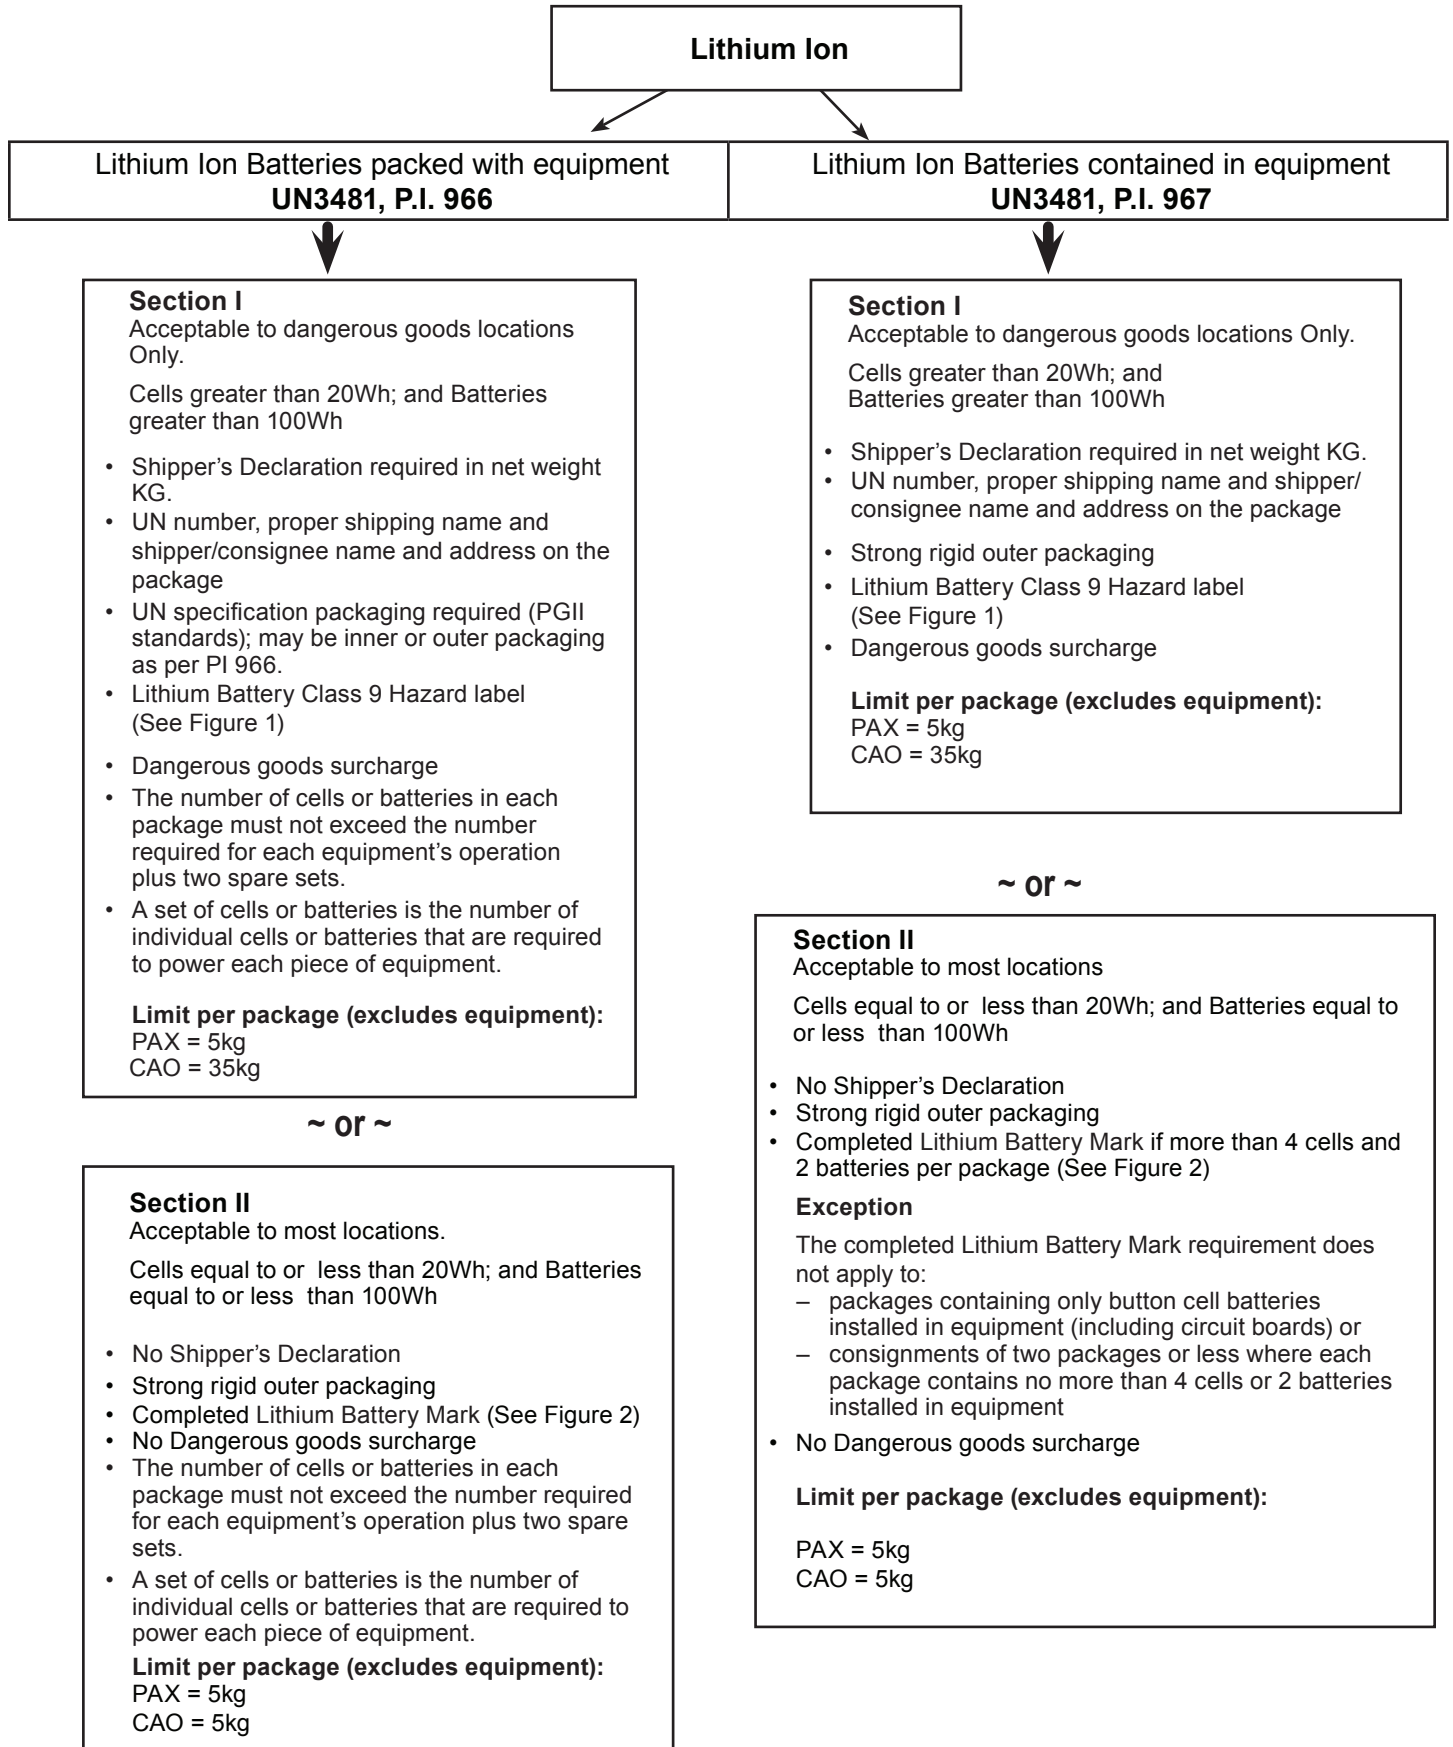 Lithium Ion
Lithium Ion Batteries packed with equipment
UN3481, P.I. 966
Lithium Ion Batteries contained in equipment
UN3481, P.I. 967
Section I
Acceptable to dangerous goods locations
Only.
Cells greater than 20Wh; and Batteries
greater than 100Wh
• Shipper’s Declaration required in net weight
KG.
• UN number, proper shipping name and
shipper/consignee name and address on the
package
• UN specification packaging required (PGII
standards); may be inner or outer packaging
as per PI 966.
• Lithium Battery Class 9 Hazard label
(See Figure 1)
• Dangerous goods surcharge
• The number of cells or batteries in each
package must not exceed the number
required for each equipment’s operation
plus two spare sets.
• A set of cells or batteries is the number of
individual cells or batteries that are required
to power each piece of equipment.
Limit per package (excludes equipment):
PAX = 5kg
CAO = 35kg
~ or ~
Section II
Acceptable to most locations.
Cells equal to or less than 20Wh; and Batteries
equal to or less than 100Wh
• No Shipper’s Declaration
• Strong rigid outer packaging
• Completed Lithium Battery Mark (See Figure 2)
• No Dangerous goods surcharge
• The number of cells or batteries in each
package must not exceed the number required
for each equipment’s operation plus two spare
sets.
• A set of cells or batteries is the number of
individual cells or batteries that are required to
power each piece of equipment.
Limit per package (excludes equipment):
PAX = 5kg
CAO = 5kg
Section I
Acceptable to dangerous goods locations Only.
Cells greater than 20Wh; and
Batteries greater than 100Wh
• Shipper’s Declaration required in net weight KG.
• UN number, proper shipping name and shipper/
consignee name and address on the package
• Strong rigid outer packaging
• Lithium Battery Class 9 Hazard label
(See Figure 1)
• Dangerous goods surcharge
Limit per package (excludes equipment):
PAX = 5kg
CAO = 35kg
~ or ~
Section II
Acceptable to most locations
Cells equal to or less than 20Wh; and Batteries equal to
or less than 100Wh
• No Shipper’s Declaration
• Strong rigid outer packaging
• Completed Lithium Battery Mark if more than 4 cells and
2 batteries per package (See Figure 2)
Exception
The completed Lithium Battery Mark requirement does
not apply to:
– packages containing only button cell batteries
installed in equipment (including circuit boards) or
– consignments of two packages or less where each
package contains no more than 4 cells or 2 batteries
installed in equipment
• No Dangerous goods surcharge
Limit per package (excludes equipment):
PAX = 5kg
CAO = 5kg